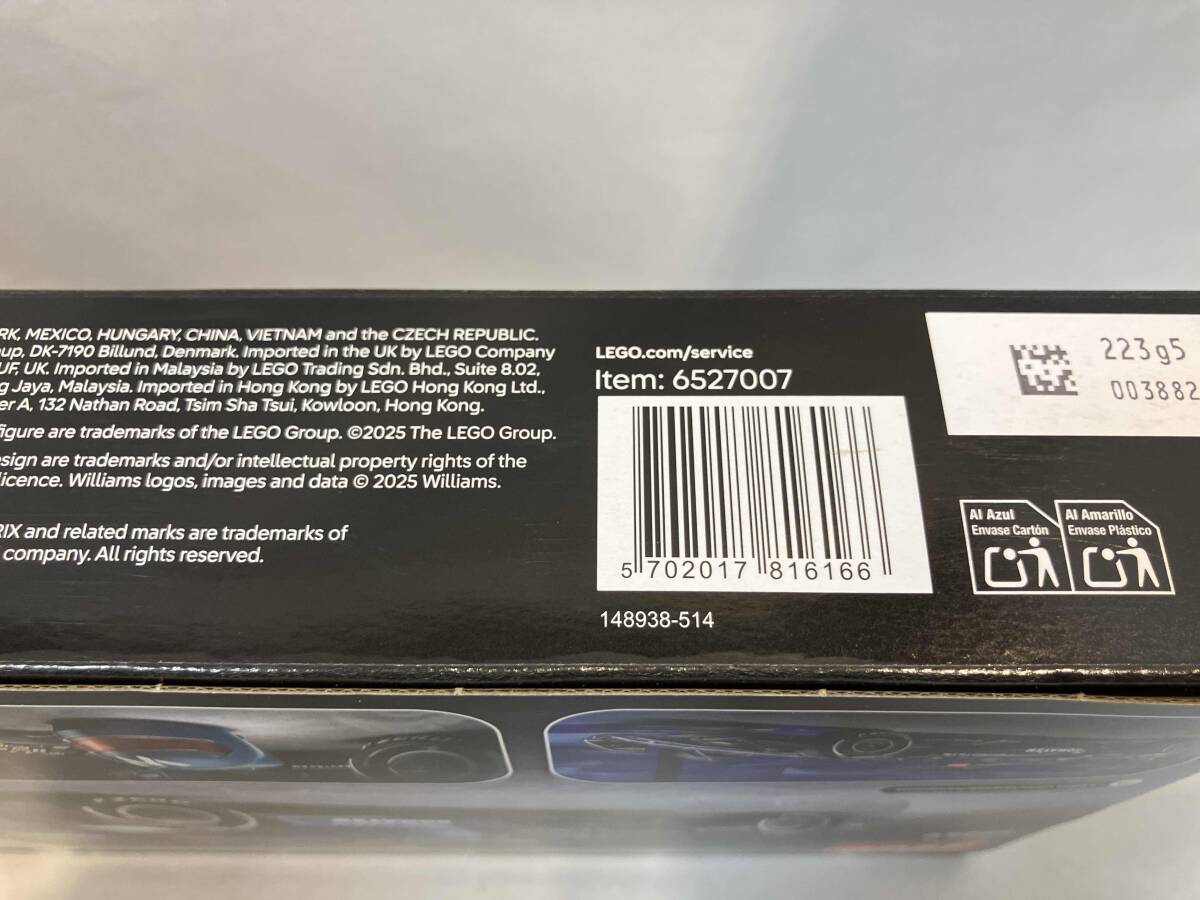 RK, MEXICO, HUNGARY, CHINA, VIETNAM and the CZECH REPUBLIC.
oup, DK-7190 Billund, Denmark. Imported in the UK by LEGO Company
UF, UK. Imported in Malaysia by LEGO Trading Sdn. Bhd., Suite 8.02,
g Jaya, Malaysia. Imported in Hong Kong by LEGO Hong Kong Ltd.,
er A, 132 Nathan Road, Tsim Sha Tsui, Kowloon, Hong Kong.
figure are trademarks of the LEGO Group. ©2025 The LEGO Group.
esign are trademarks and/or intellectual property rights of the
licence. Williams logos, images and data © 2025 Williams.
RIX and related marks are trademarks of
company. All rights reserved.
LEGO.com/service
Item: 6527007
5 702017 816166
148938-514
223g5
003882
Al Azul
Envase Cartón
Al Amarillo
Envase Plástico